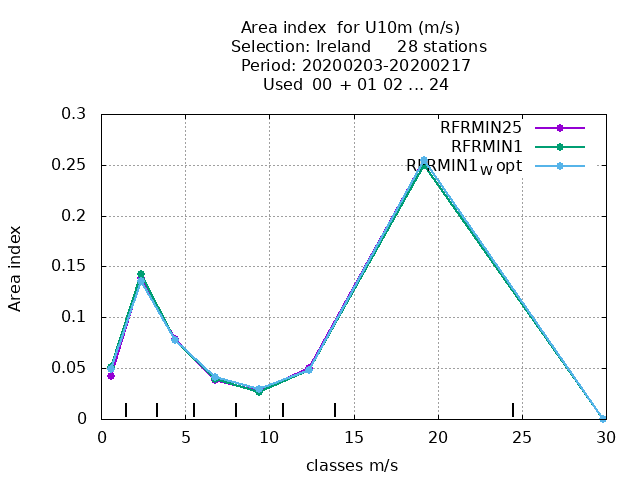 Area index  for U10m (m/s)
Selection: Ireland     28 stations
Period: 20200203-20200217
Used  00 + 01 02 ... 24
0.3
0.25
0.2
0.15
0.1
0.05
0
RFRMIN25
RFRMIN1
RFRMIN1W opt
Area index
0 5 10 15 20 25 30
classes m/s